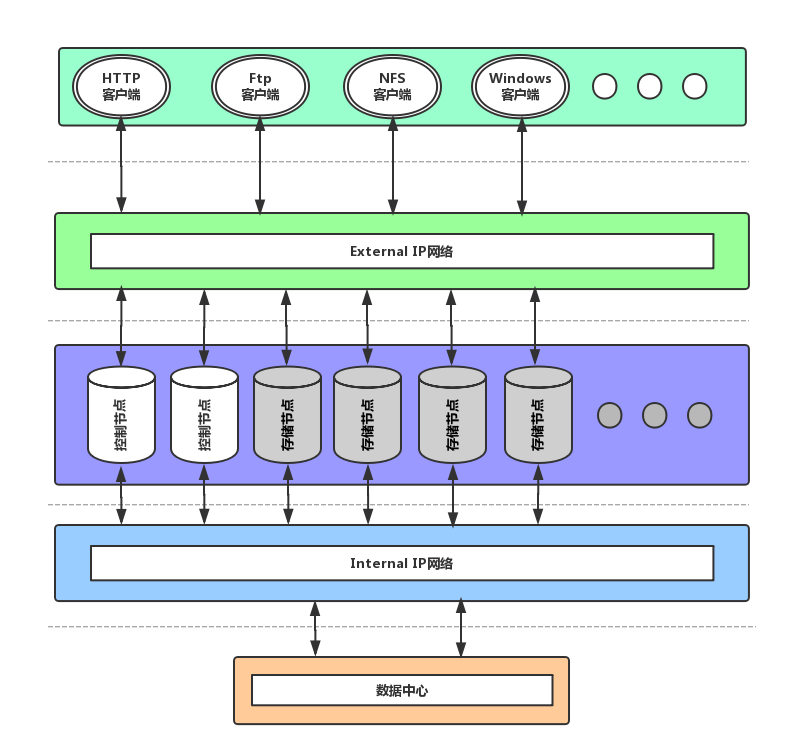 HTTP
客户端
Ftp
客户端
NFS
客户端
Windows
客户端
External IP网络
控制节点
控制节点
存储节点
存储节点
存储节点
存储节点
Internal IP网络
数据中心